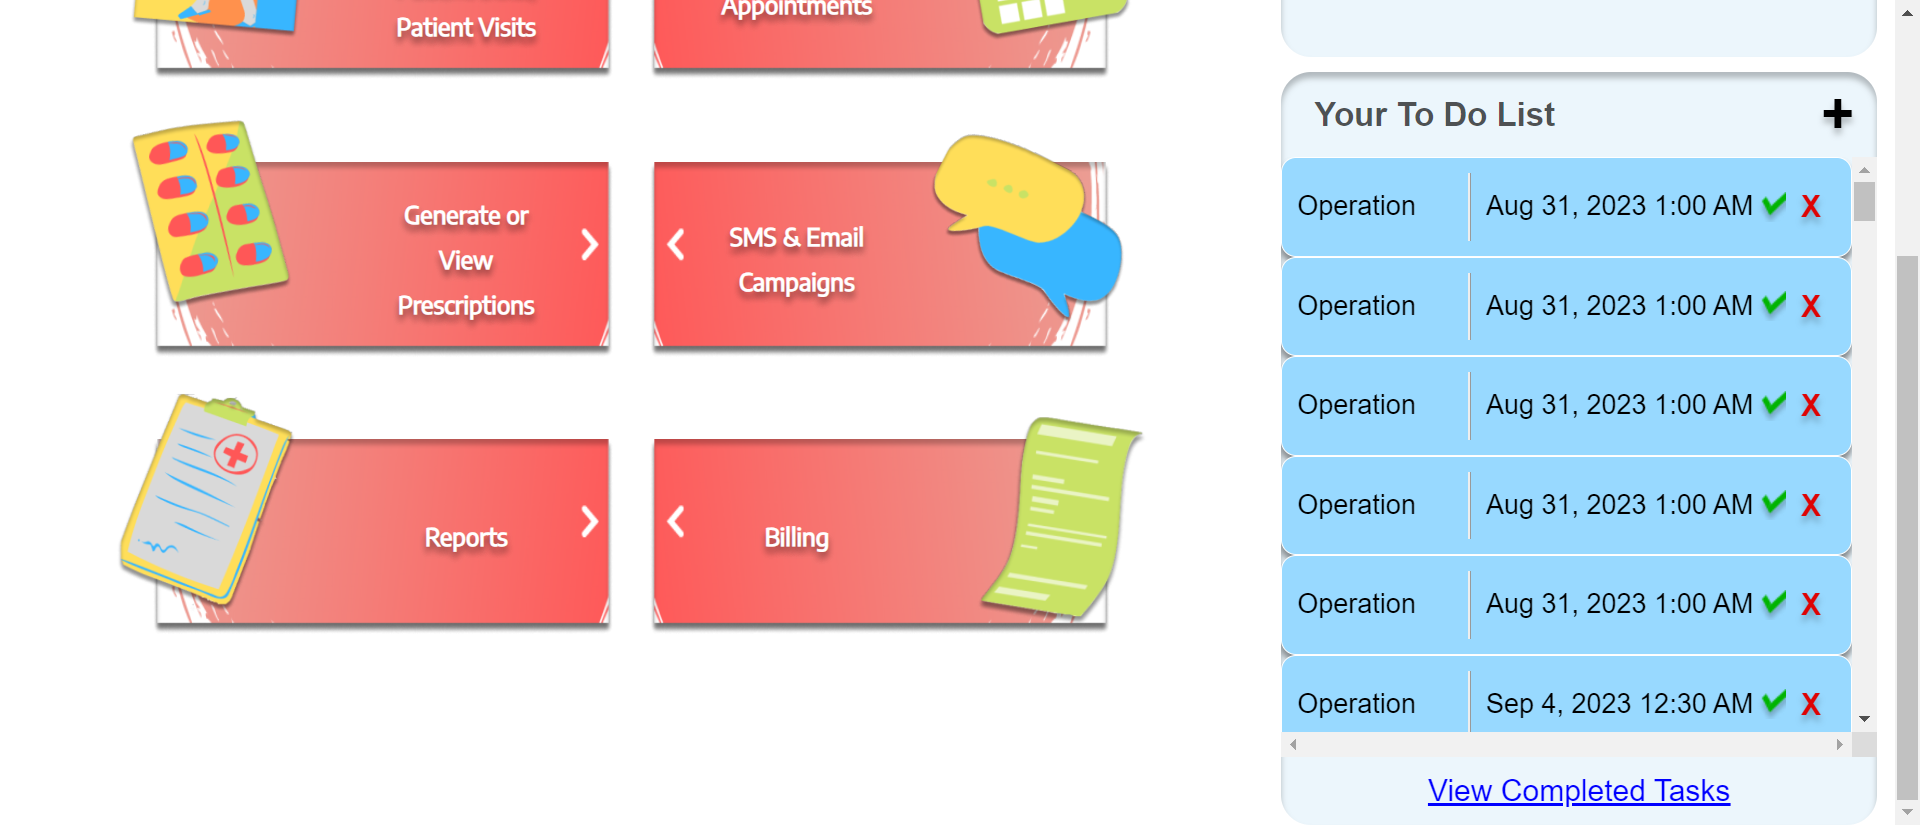 Patient Visits
Appointments
Generate or
View
Prescriptions
SMS & Email
Campaigns
Reports
Billing
Your To Do List
Operation Aug 31, 2023 1:00 AM X
Operation Aug 31, 2023 1:00 AM X
Operation Aug 31, 2023 1:00 AM X
Operation Aug 31, 2023 1:00 AM X
Operation Aug 31, 2023 1:00 AM X
Operation Sep 4, 2023 12:30 AM X
View Completed Tasks